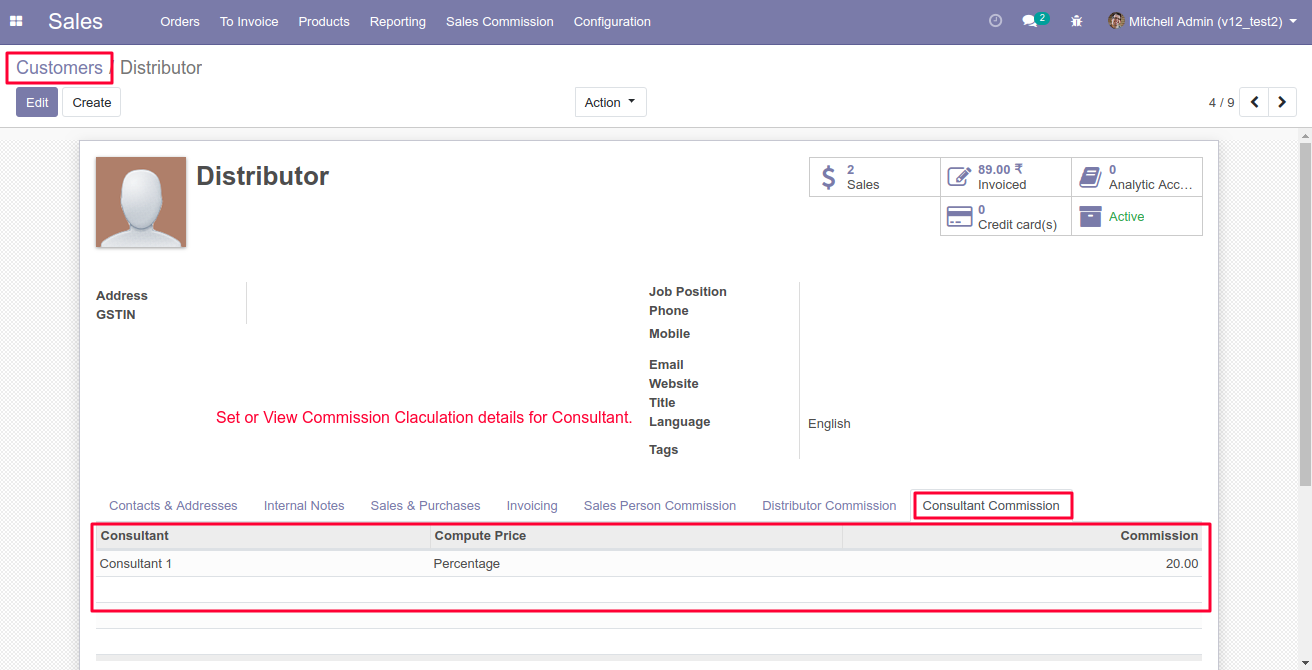 Sales Orders To Invoice Products Reporting Sales Commission Configuration 2 Mitchell Admin (v12_test2)
Customers / Distributor
Edit Create Action 4 / 9
Distributor
2 Sales
89.00 ₹ Invoiced
0 Analytic Acc…
0 Credit card(s)
Active
Address
GSTIN
Job Position
Phone
Mobile
Email
Website
Title
Language English
Tags
Set or View Commission Claculation details for Consultant.
Contacts & Addresses Internal Notes Sales & Purchases Invoicing Sales Person Commission Distributor Commission Consultant Commission
Consultant Compute Price Commission
Consultant 1 Percentage 20.00